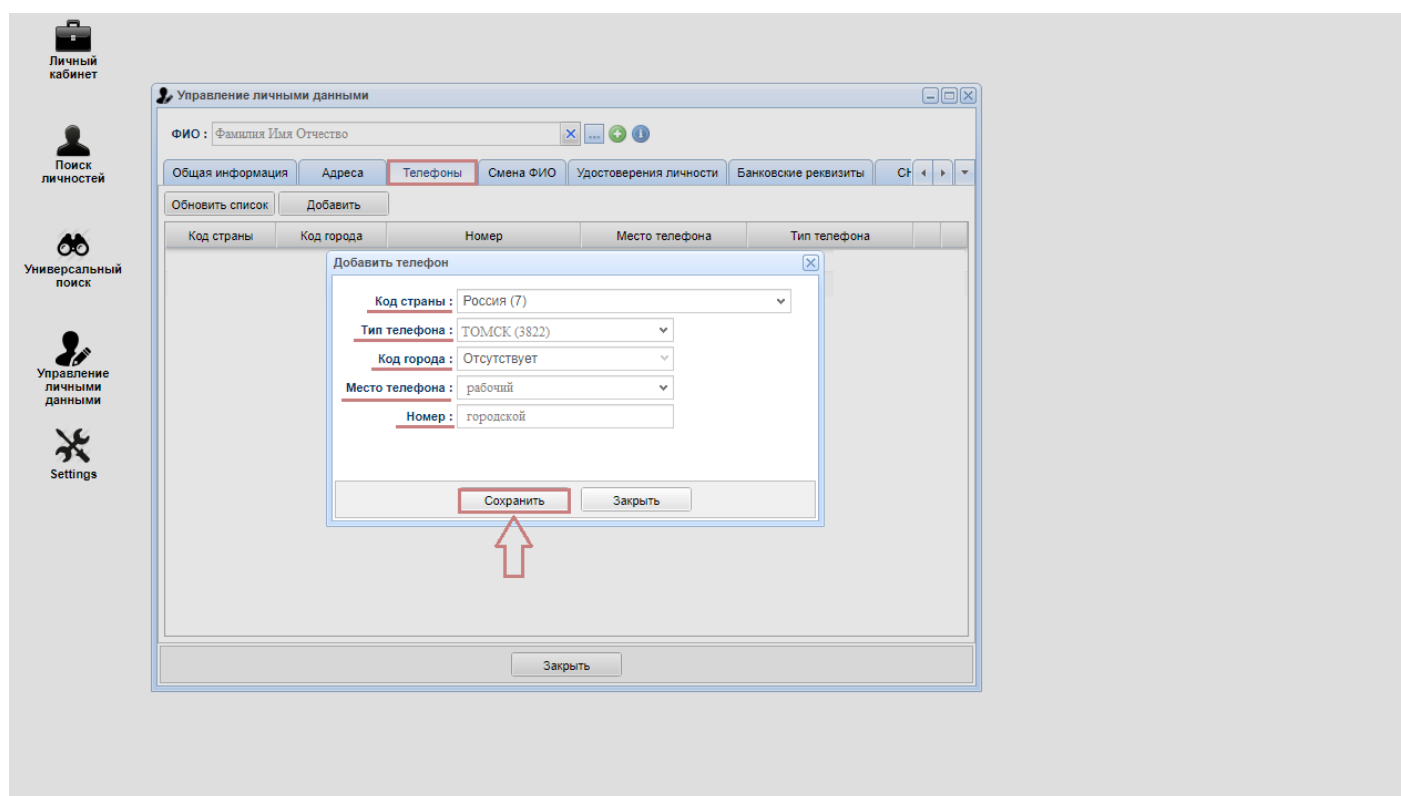 Личный
кабинет
Поиск
личностей
Универсальный
поиск
Управление
личными
данными
Settings
Управление личными данными
ФИО : Фамилия Имя Отчество ...
Общая информация Адреса Телефоны Смена ФИО Удостоверения личности Банковские реквизиты
Обновить список Добавить
Код страны Код города Номер Место телефона Тип телефона
Добавить телефон
Код страны : Россия (7)
Тип телефона : ТОМСК (3822)
Код города : Отсутствует
Место телефона : рабочий
Номер : городской
Сохранить Закрыть
Закрыть